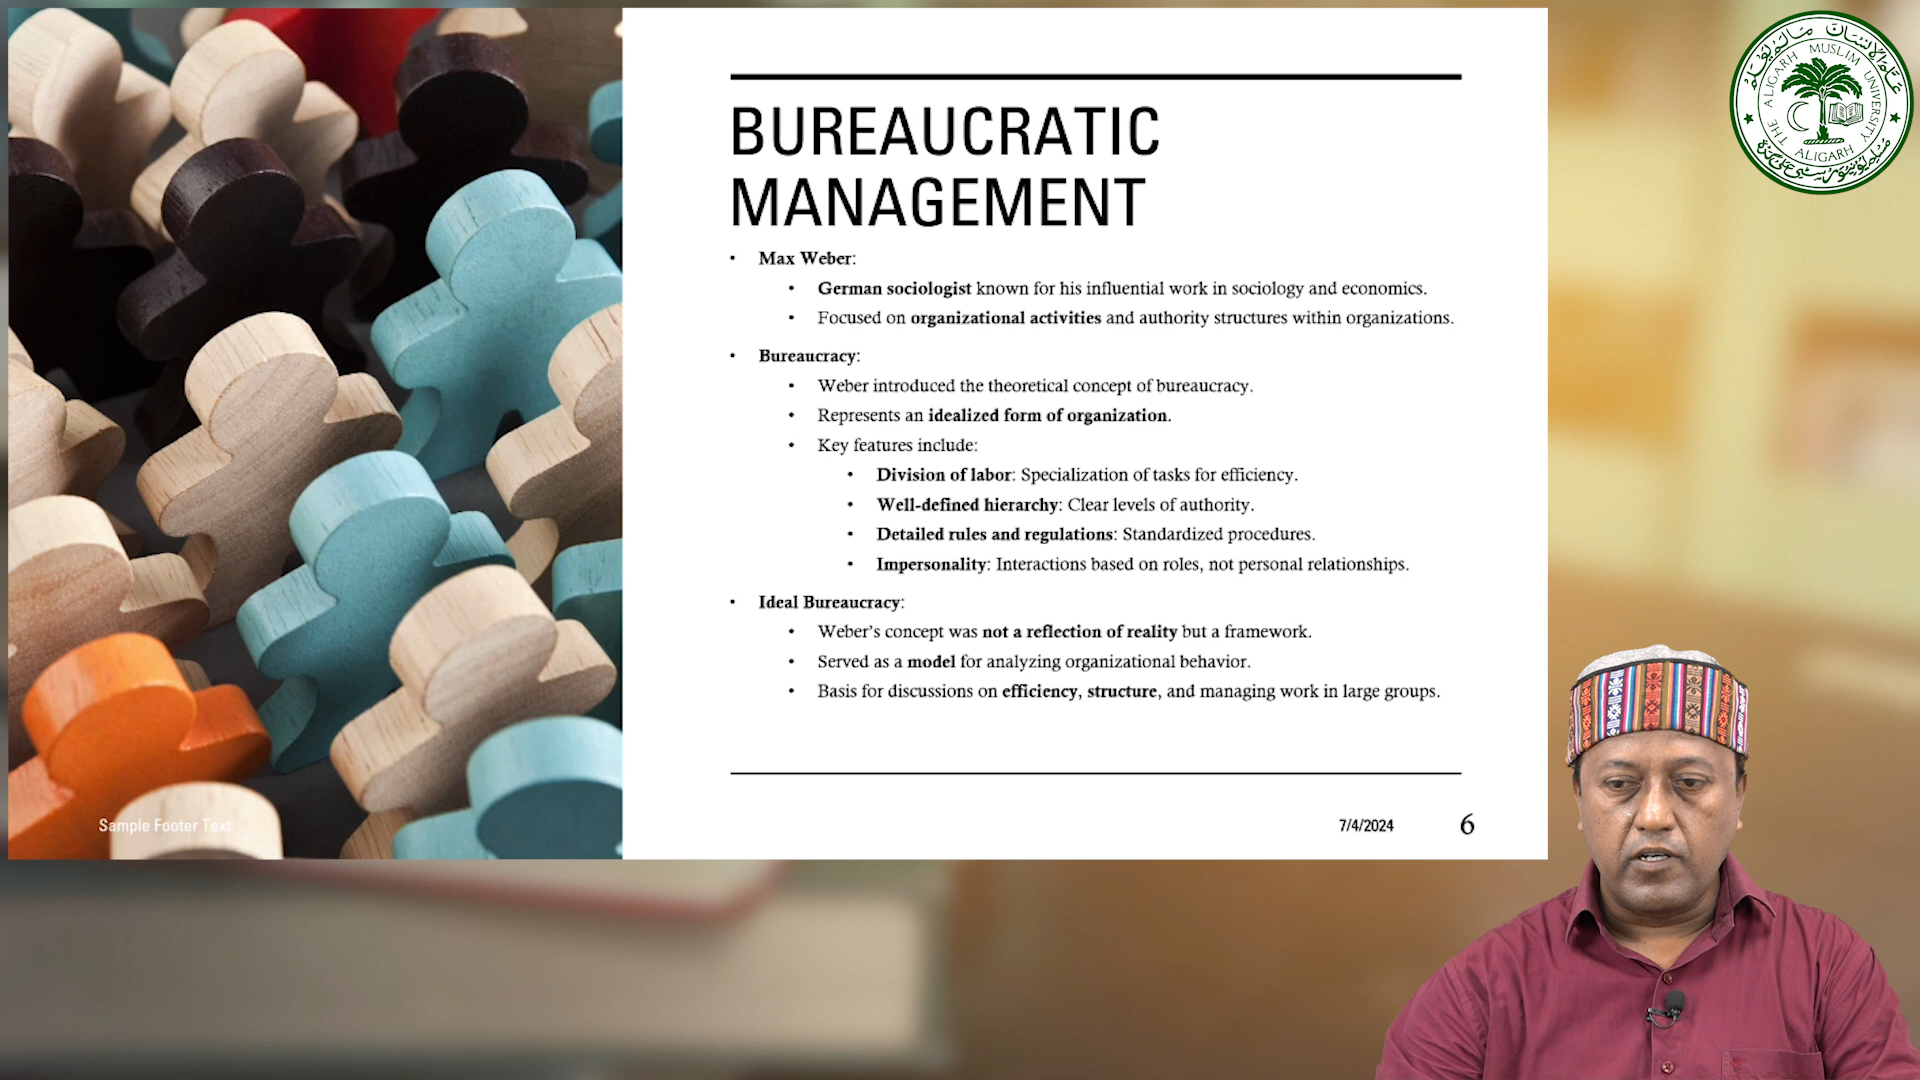 BUREAUCRATIC
MANAGEMENT
• Max Weber:
• German sociologist known for his influential work in sociology and economics.
• Focused on organizational activities and authority structures within organizations.
• Bureaucracy:
• Weber introduced the theoretical concept of bureaucracy.
• Represents an idealized form of organization.
• Key features include:
• Division of labor: Specialization of tasks for efficiency.
• Well-defined hierarchy: Clear levels of authority.
• Detailed rules and regulations: Standardized procedures.
• Impersonality: Interactions based on roles, not personal relationships.
• Ideal Bureaucracy:
• Weber's concept was not a reflection of reality but a framework.
• Served as a model for analyzing organizational behavior.
• Basis for discussions on efficiency, structure, and managing work in large groups.
Sample Footer Text
7/4/2024
6
THE ALIGARH MUSLIM UNIVERSITY
ALIGARH